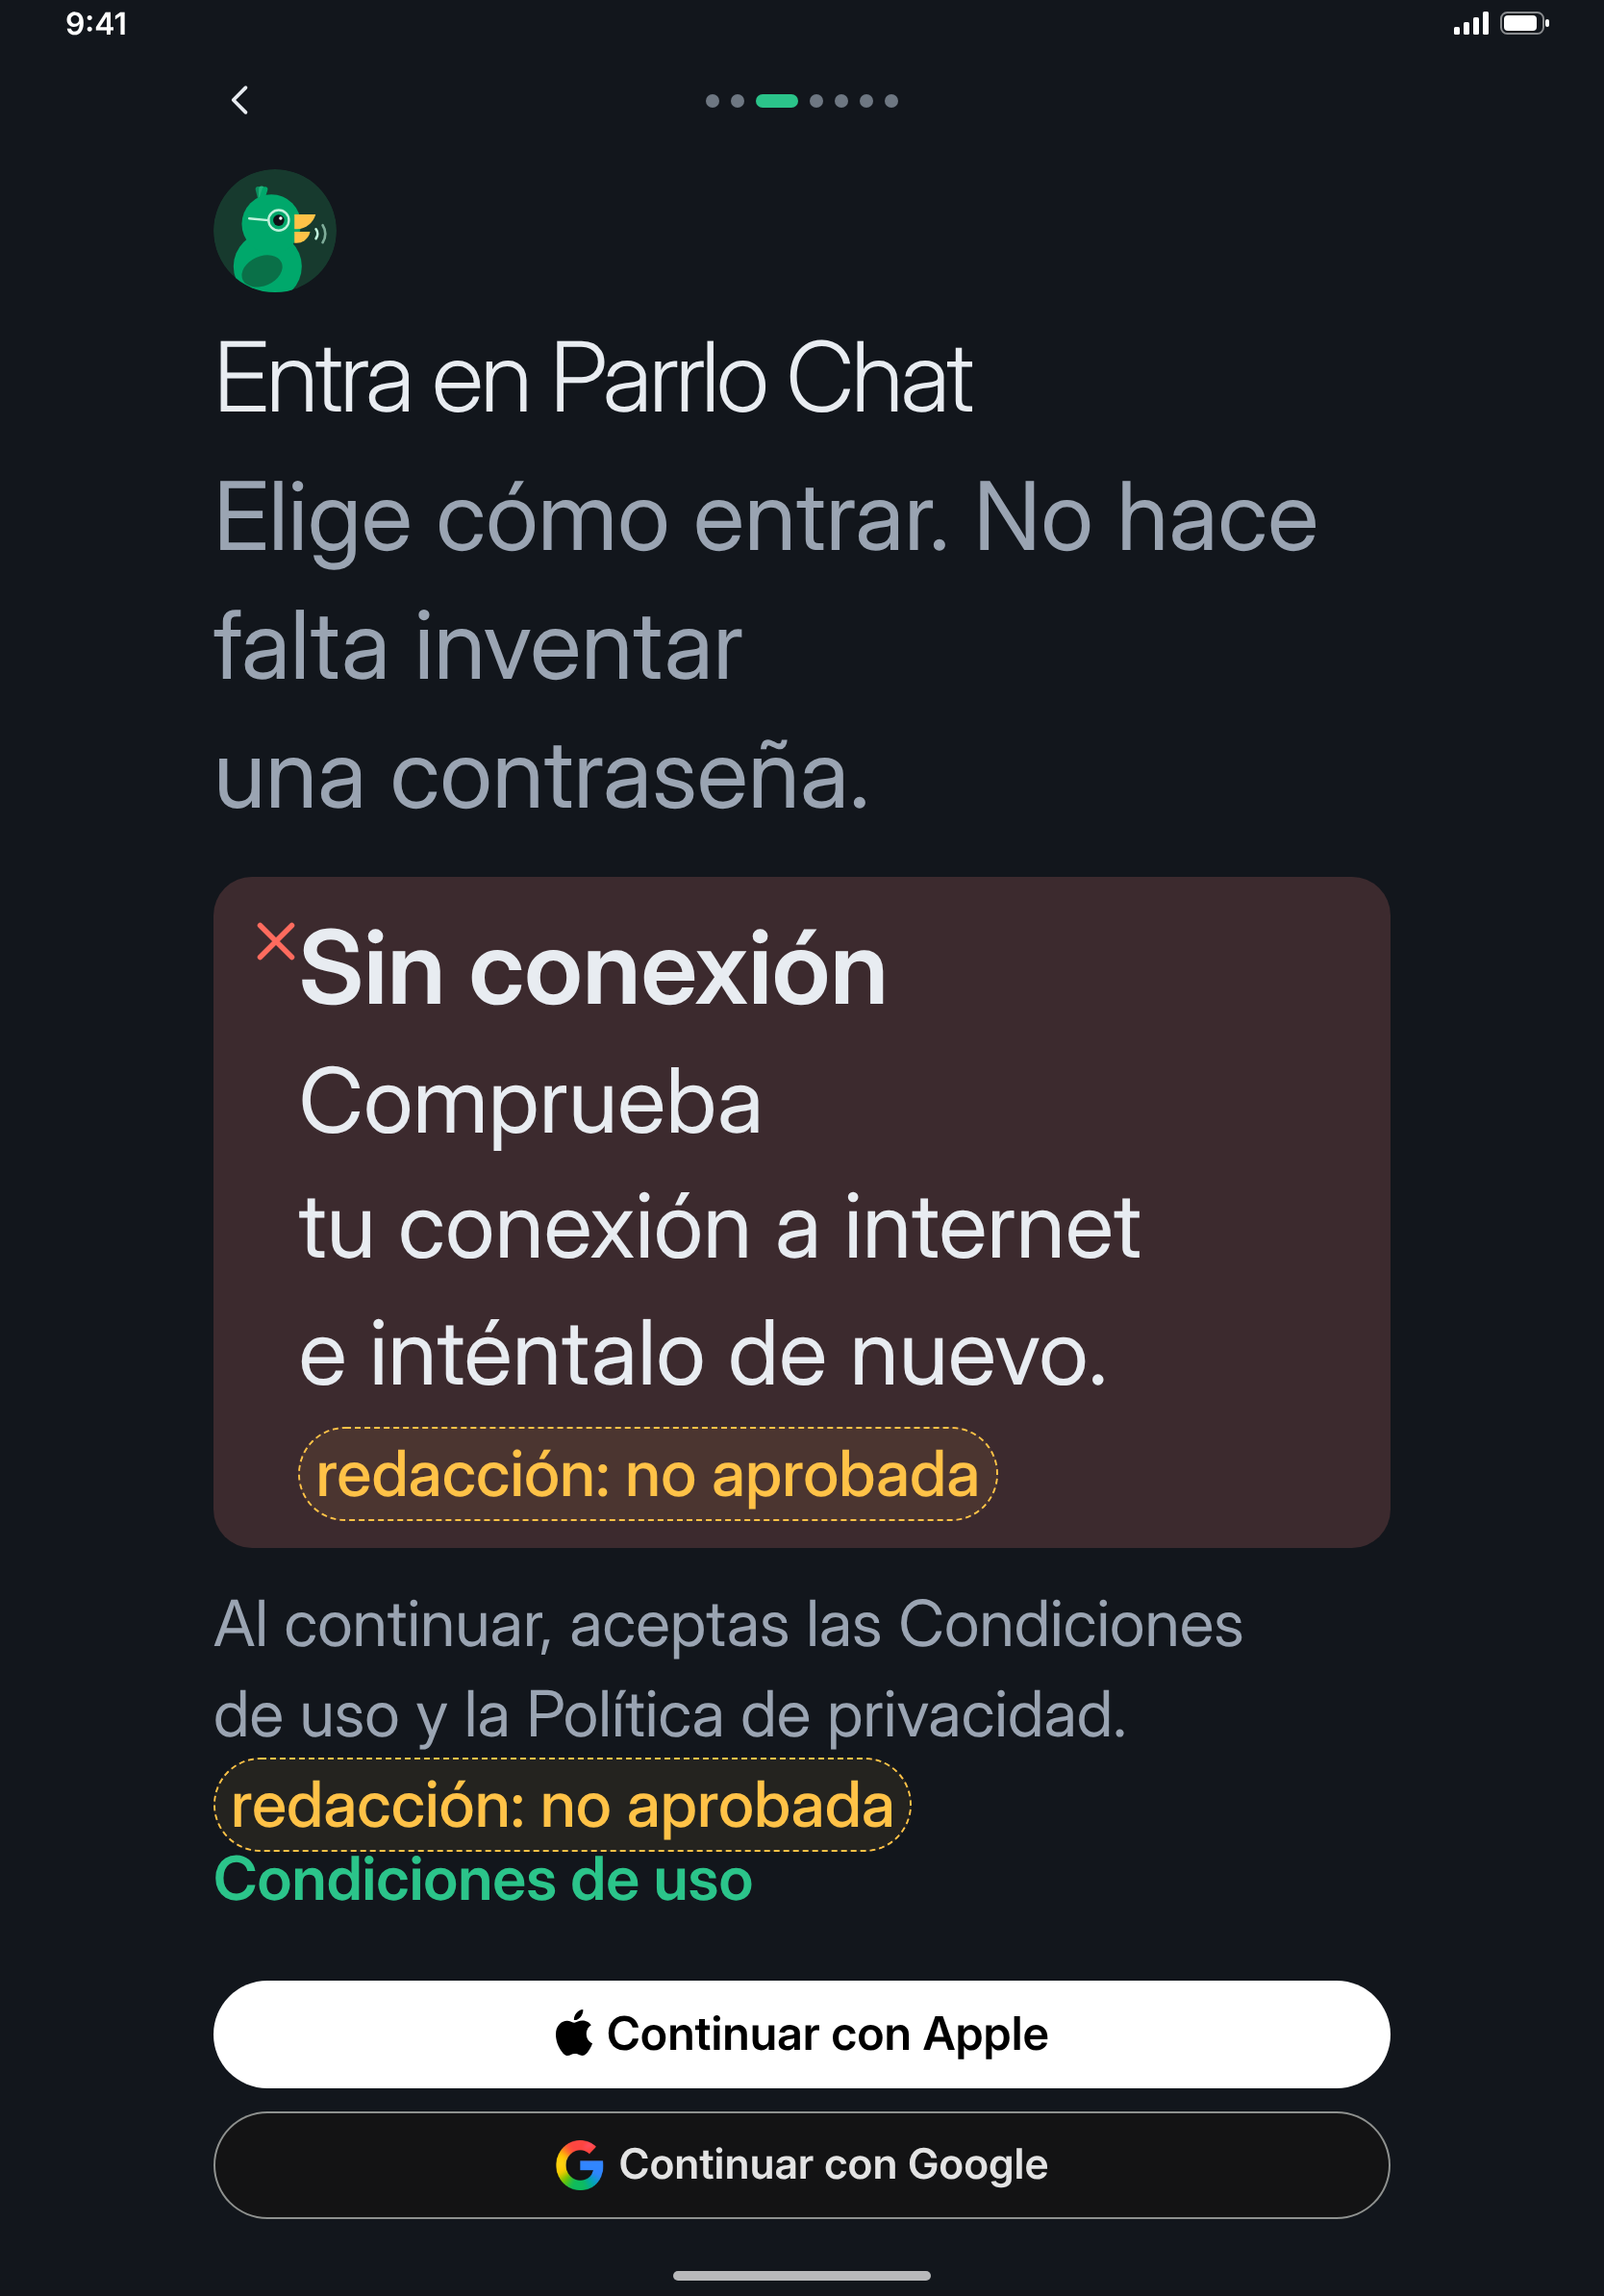 9:41
Entra en Parrlo Chat
Elige cómo entrar. No hace
falta inventar
una contraseña.
Sin conexión
Comprueba
tu conexión a internet
e inténtalo de nuevo.
redacción: no aprobada
Al continuar, aceptas las Condiciones
de uso y la Política de privacidad.
redacción: no aprobada
Condiciones de uso
Continuar con Apple
Continuar con Google